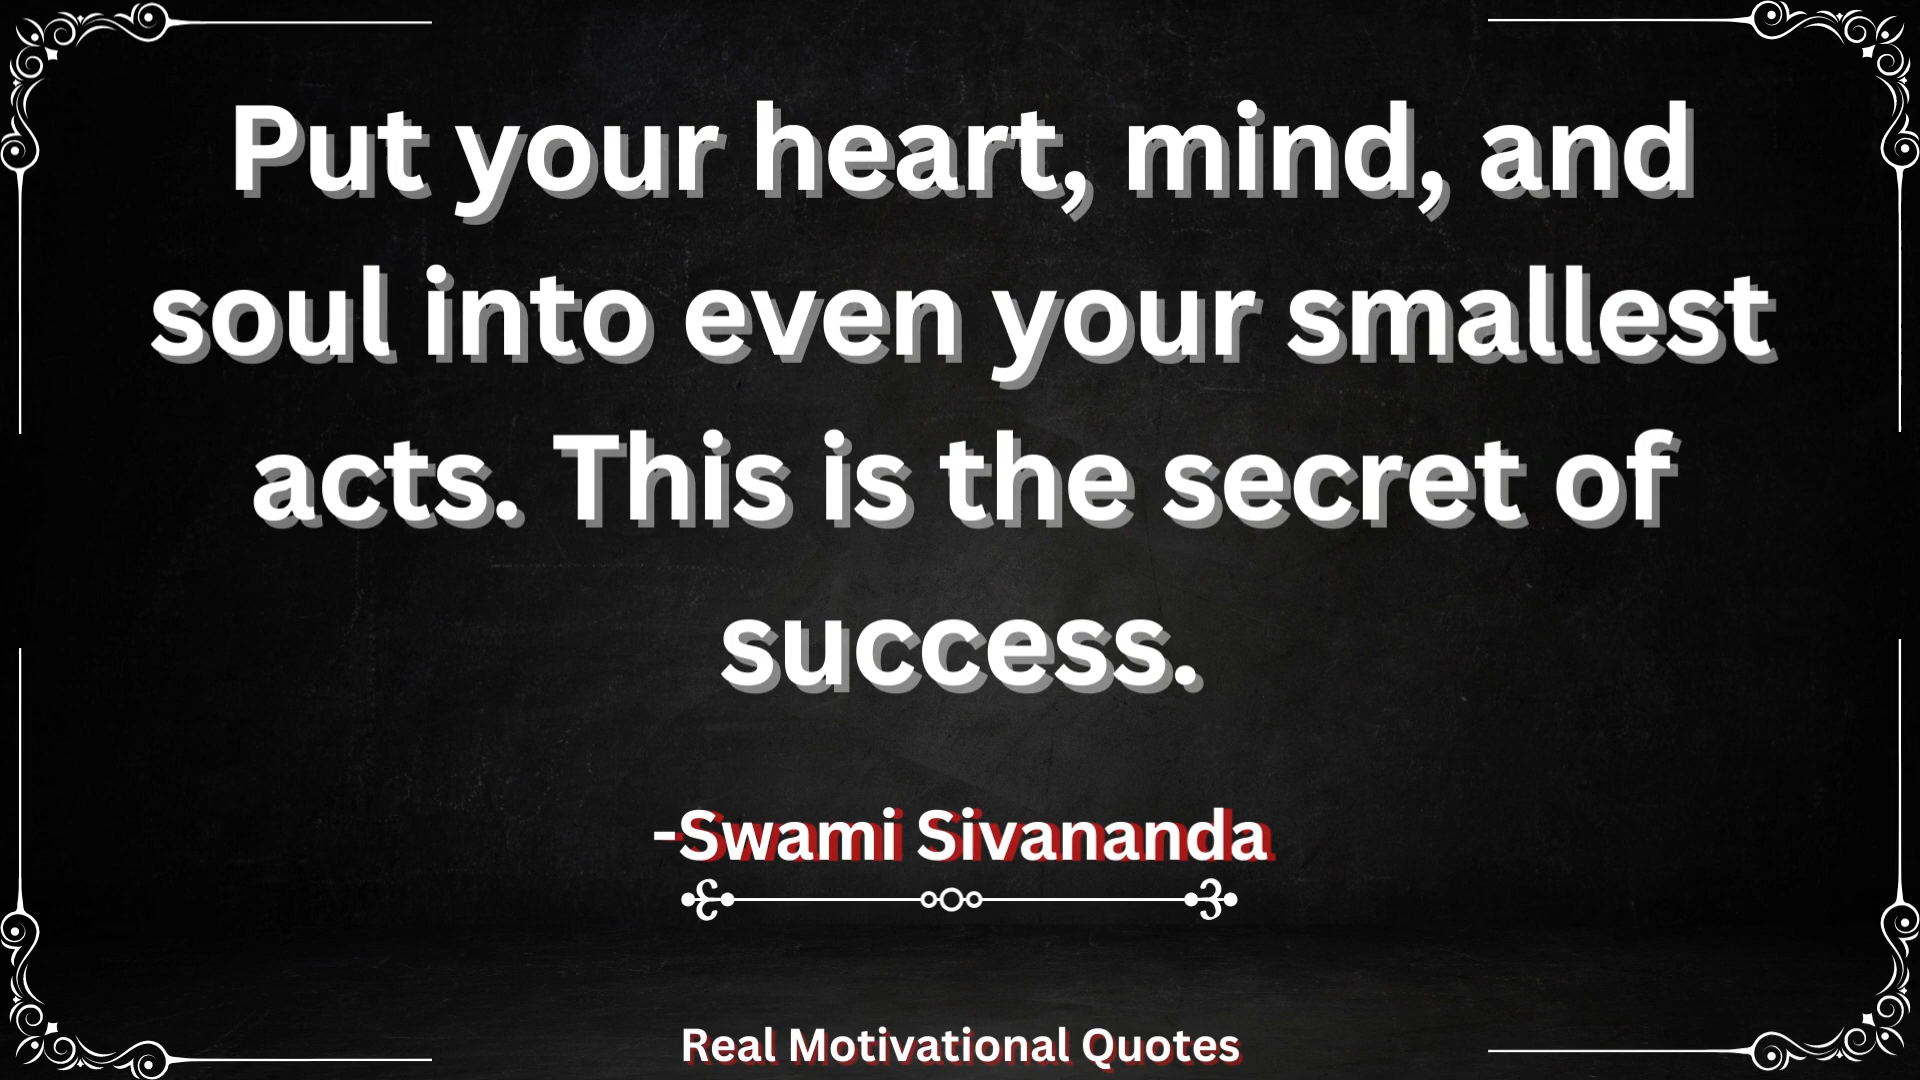 Put your heart, mind, and
soul into even your smallest
acts. This is the secret of
success.
-Swami Sivananda
Real Motivational Quotes